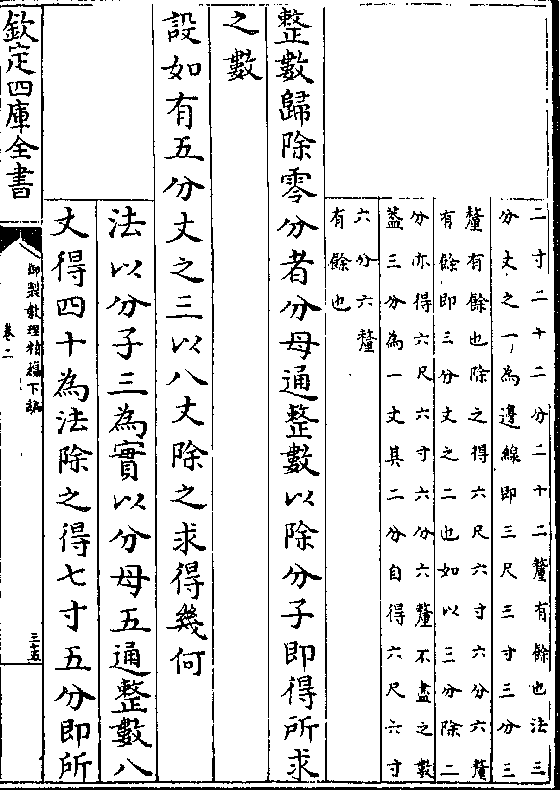 二寸二十二分二十二釐有餘也法三
分丈之一為邊線即三尺三寸三分三
釐有餘也除之得六尺六寸六分六釐
有餘即三分丈之二也如以三分除二
分亦得六尺六寸六分六釐不盡之數
葢三分為一丈其二分自得六尺六寸
六分六釐
有餘也
整數歸除零分者分母通整數以除分子即得所求
之數
設如有五分丈之三以八丈除之求得幾何
法以分子三為實以分母五通整數八
丈得四十為法除之得七寸五分即所
欽定四庫全書
御製數理精蘊下編
卷二
三十五